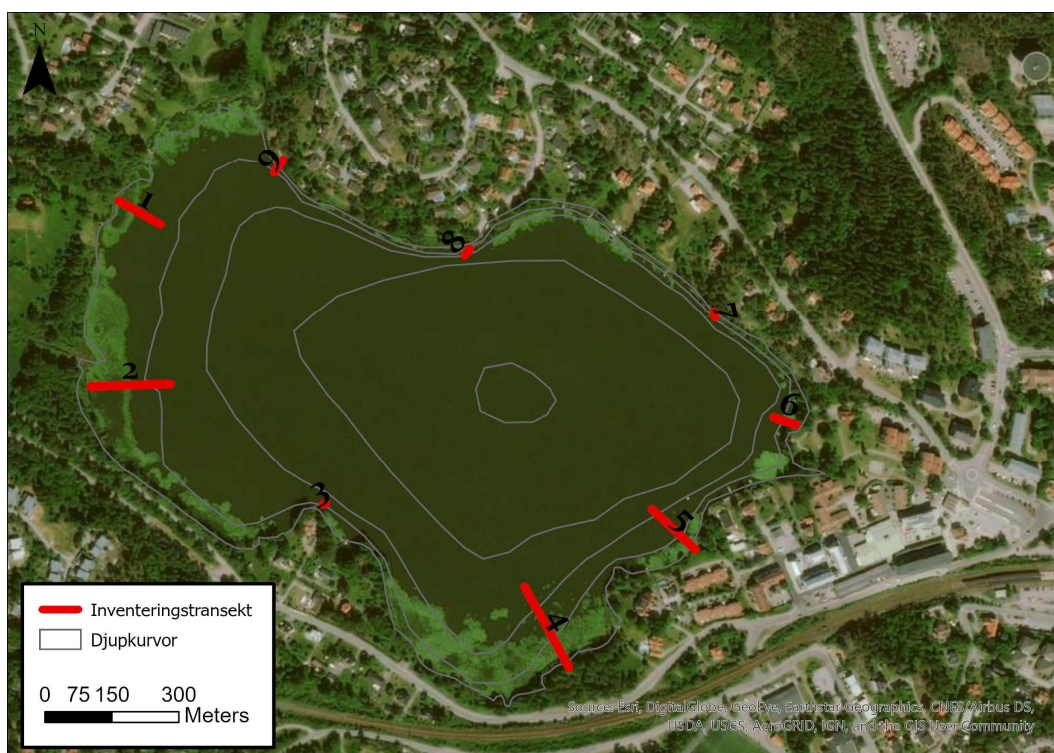 N
9
1
8
7
2
6
3
5
4
Inventeringstransekt
Djupkurvor
0 75 150 300
Meters
Source: Esri, DigitalGlobe, GeoEye, Earthstar Geographics, CNES/Airbus DS,
USDA, USGS, AeroGRID, IGN, and the GIS User Community